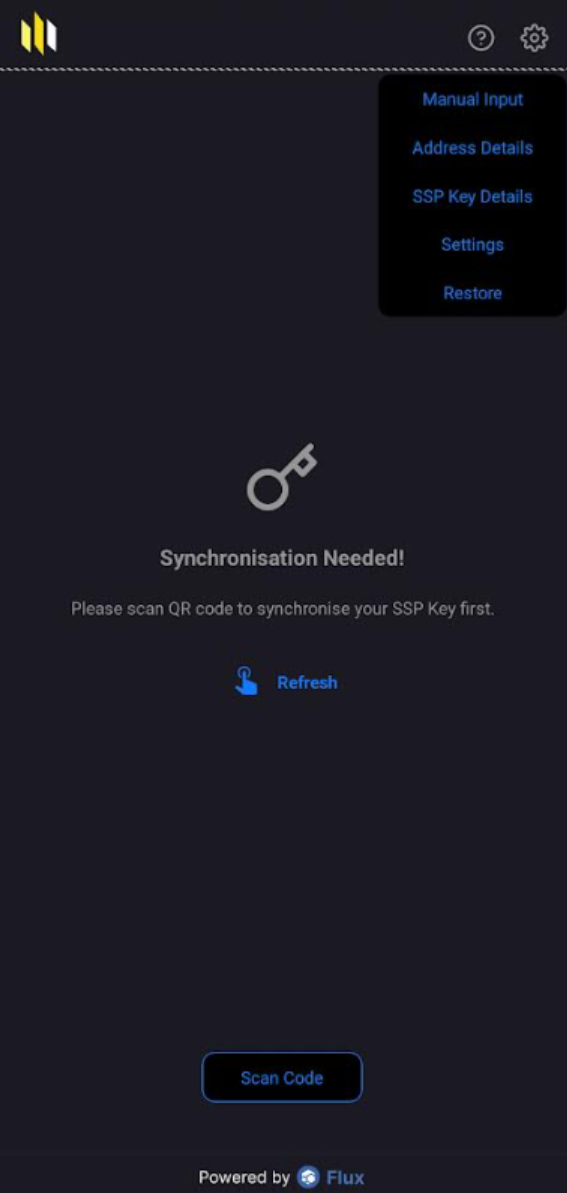 Manual Input
Address Details
SSP Key Details
Settings
Restore
Synchronisation Needed!
Please scan QR code to synchronise your SSP Key first.
Refresh
Scan Code
Powered by Flux